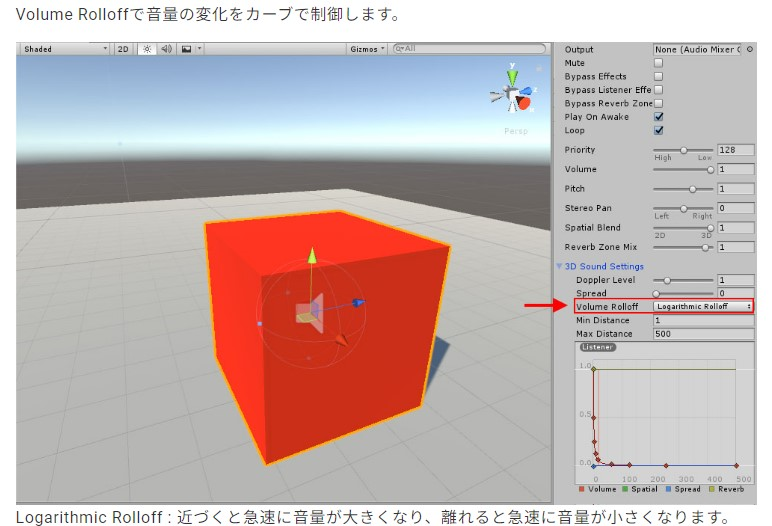 Volume Rolloffで音量の変化をカーブで制御します。
Shaded 2D Gizmos All
y
z
Persp
Output None (Audio Mixer G
Mute
Bypass Effects
Bypass Listener Effe
Bypass Reverb Zone
Play On Awake
Loop
Priority 128
High Low
Volume 1
Pitch 1
Stereo Pan 0
Left Right
Spatial Blend 1
2D 3D
Reverb Zone Mix 1
3D Sound Settings
Doppler Level 1
Spread 0
Volume Rolloff Logarithmic Rolloff
Min Distance 1
Max Distance 500
Listener
1.0
0.5
0.0
0 100 200 300 400 500
Volume Spatial Spread Reverb
Logarithmic Rolloff : 近づくと急速に音量が大きくなり、離れると急速に音量が小さくなります。